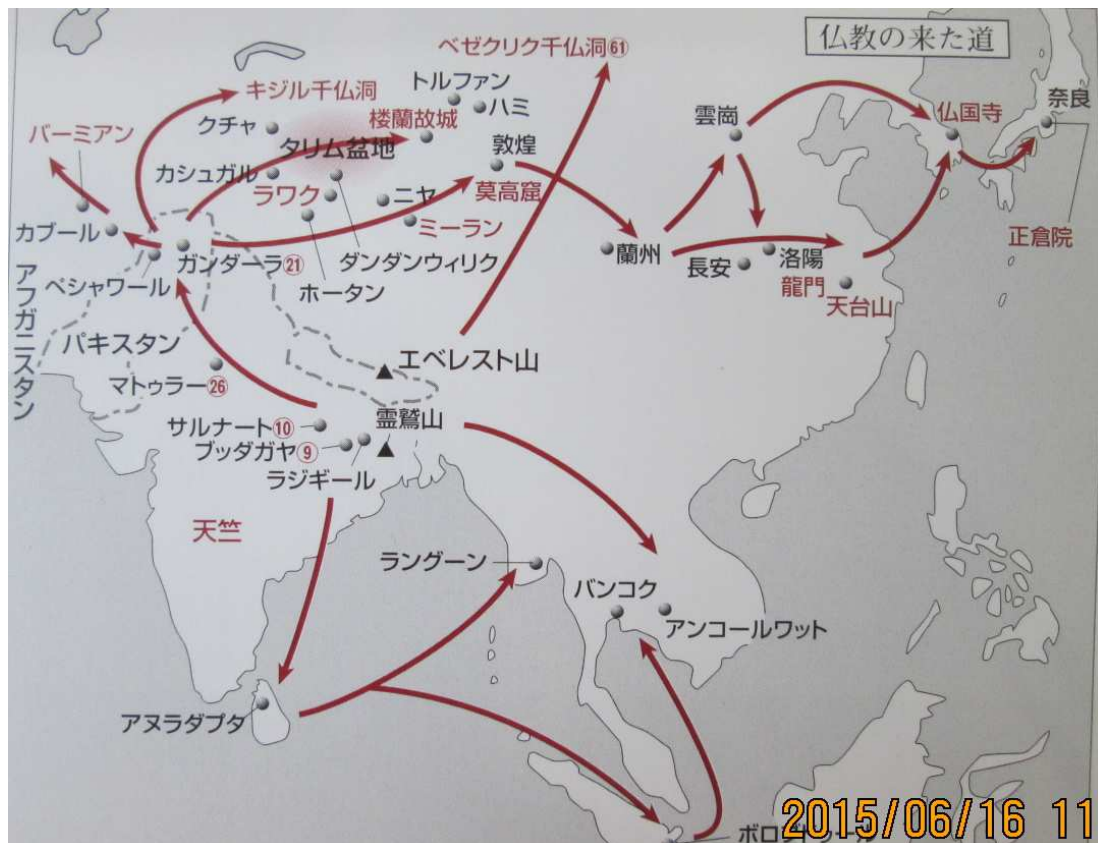 仏教の来た道
ベゼクリク千仏洞61
キジル千仏洞
トルファン
ハミ
奈良
バーミアン
クチャ
楼蘭故城
雲崗
仏国寺
タリム盆地
敦煌
カシュガル
ラワク
ニヤ
莫高窟
ミーラン
カブール
正倉院
蘭州
長安
洛陽
龍門
天台山
ガンダーラ21
ダンダンウィリク
ホータン
ペシャワール
アフガニスタン
パキスタン
エベレスト山
マトゥラー26
霊鷲山
サルナート10
ブッダガヤ9
ラジギール
天竺
ラングーン
バンコク
アンコールワット
アヌラダプタ
2015/06/16 11